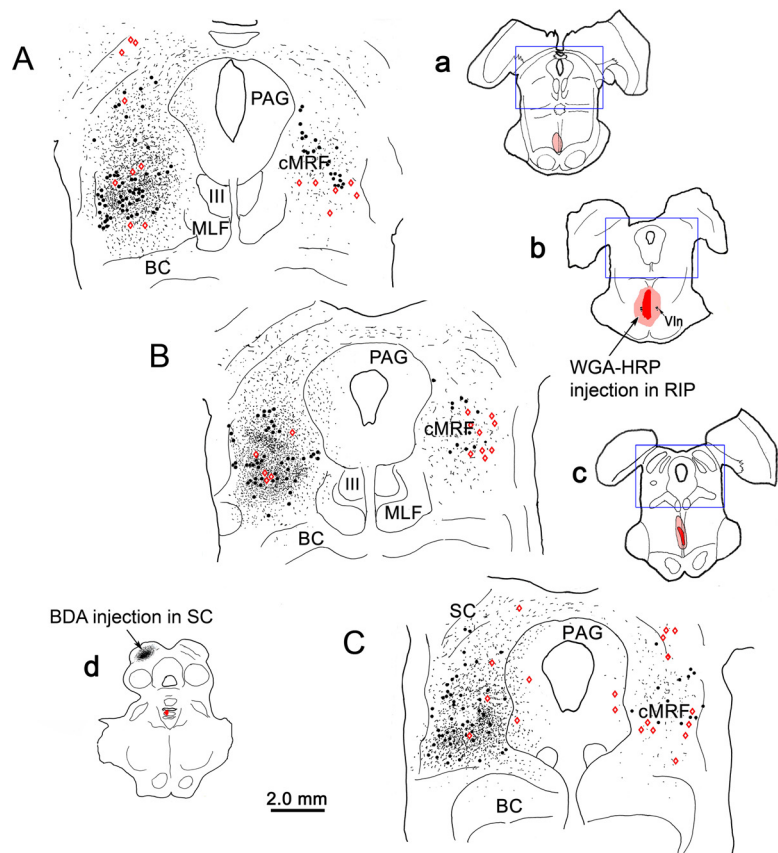 A
PAG
cMRF
III
MLF
BC
a
b
VIn
WGA-HRP
injection in RIP
B
PAG
cMRF
III
MLF
BC
c
BDA injection in SC
d
2.0 mm
C
SC
PAG
cMRF
BC